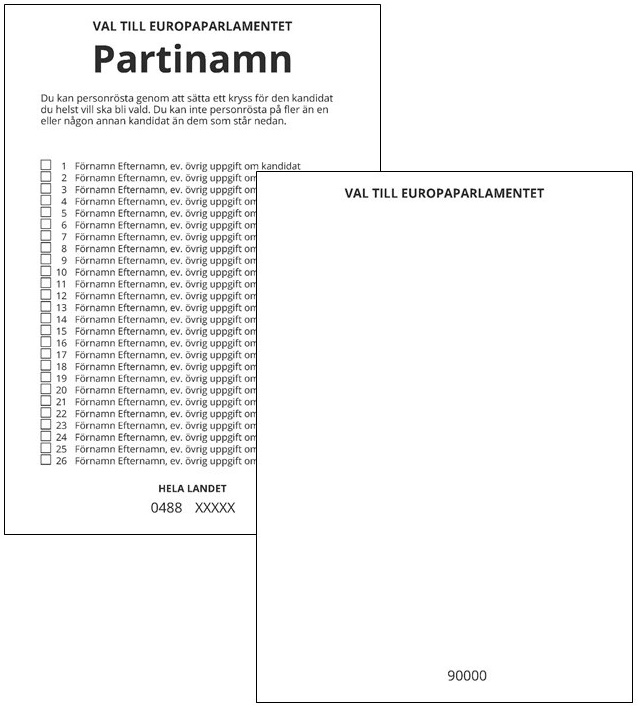 VAL TILL EUROPAPARLAMENTET
Partinamn
Du kan personrösta genom att sätta ett kryss för den kandidat
du helst vill ska bli vald. Du kan inte personrösta på fler än en
eller någon annan kandidat än dem som står nedan.
1 Förnamn Efternamn, ev. övrig uppgift om kandidat
2 Förnamn Efternamn, ev. övrig uppgift om
3 Förnamn Efternamn, ev. övrig uppgift om
4 Förnamn Efternamn, ev. övrig uppgift om
5 Förnamn Efternamn, ev. övrig uppgift om
6 Förnamn Efternamn, ev. övrig uppgift om
7 Förnamn Efternamn, ev. övrig uppgift om
8 Förnamn Efternamn, ev. övrig uppgift om
9 Förnamn Efternamn, ev. övrig uppgift om
10 Förnamn Efternamn, ev. övrig uppgift om
11 Förnamn Efternamn, ev. övrig uppgift om
12 Förnamn Efternamn, ev. övrig uppgift om
13 Förnamn Efternamn, ev. övrig uppgift om
14 Förnamn Efternamn, ev. övrig uppgift om
15 Förnamn Efternamn, ev. övrig uppgift om
16 Förnamn Efternamn, ev. övrig uppgift om
17 Förnamn Efternamn, ev. övrig uppgift om
18 Förnamn Efternamn, ev. övrig uppgift om
19 Förnamn Efternamn, ev. övrig uppgift om
20 Förnamn Efternamn, ev. övrig uppgift om
21 Förnamn Efternamn, ev. övrig uppgift om
22 Förnamn Efternamn, ev. övrig uppgift om
23 Förnamn Efternamn, ev. övrig uppgift om
24 Förnamn Efternamn, ev. övrig uppgift om
25 Förnamn Efternamn, ev. övrig uppgift om
26 Förnamn Efternamn, ev. övrig uppgift om
HELA LANDET
0488 XXXXX
VAL TILL EUROPAPARLAMENTET
90000